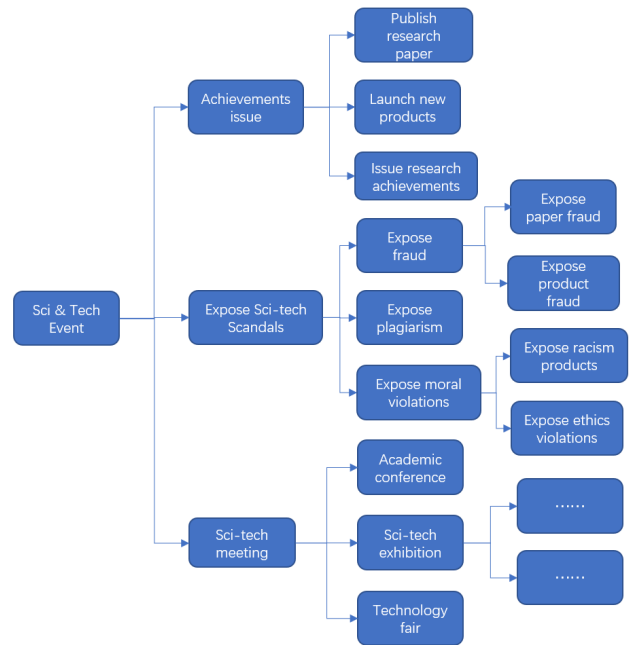 Publish
research
paper
Achievements
issue
Launch new
products
Issue research
achievements
Expose
paper fraud
Expose
fraud
Expose
product
fraud
Sci & Tech
Event
Expose Sci-tech
Scandals
Expose
plagiarism
Expose racism
products
Expose moral
violations
Expose ethics
violations
Academic
conference
Sci-tech
meeting
Sci-tech
exhibition
……
……
Technology
fair